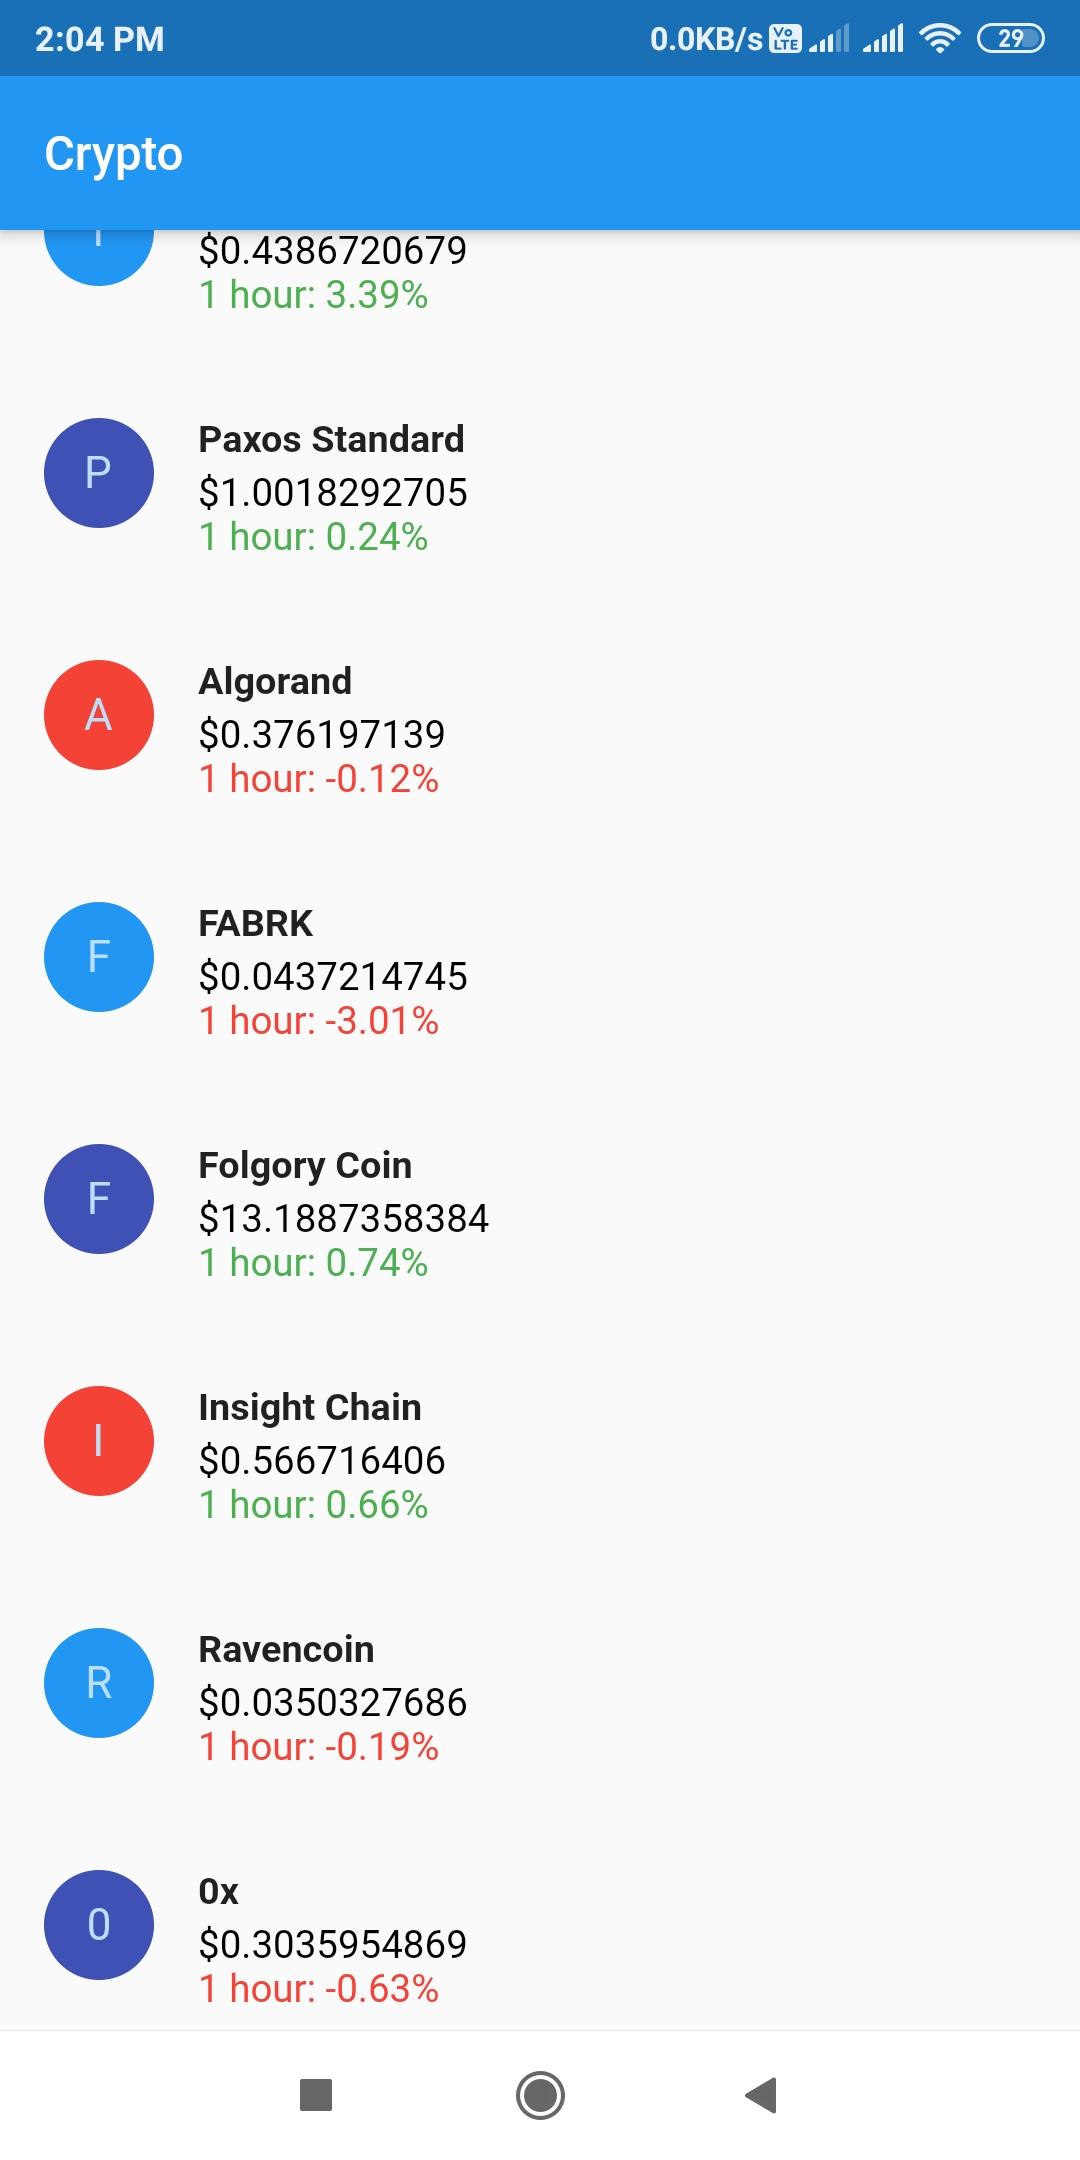 2:04 PM 0.0KB/s Vo LTE 29
Crypto
$0.4386720679
1 hour: 3.39%
P
Paxos Standard
$1.0018292705
1 hour: 0.24%
A
Algorand
$0.376197139
1 hour: -0.12%
F
FABRK
$0.0437214745
1 hour: -3.01%
F
Folgory Coin
$13.1887358384
1 hour: 0.74%
I
Insight Chain
$0.566716406
1 hour: 0.66%
R
Ravencoin
$0.0350327686
1 hour: -0.19%
0
0x
$0.3035954869
1 hour: -0.63%